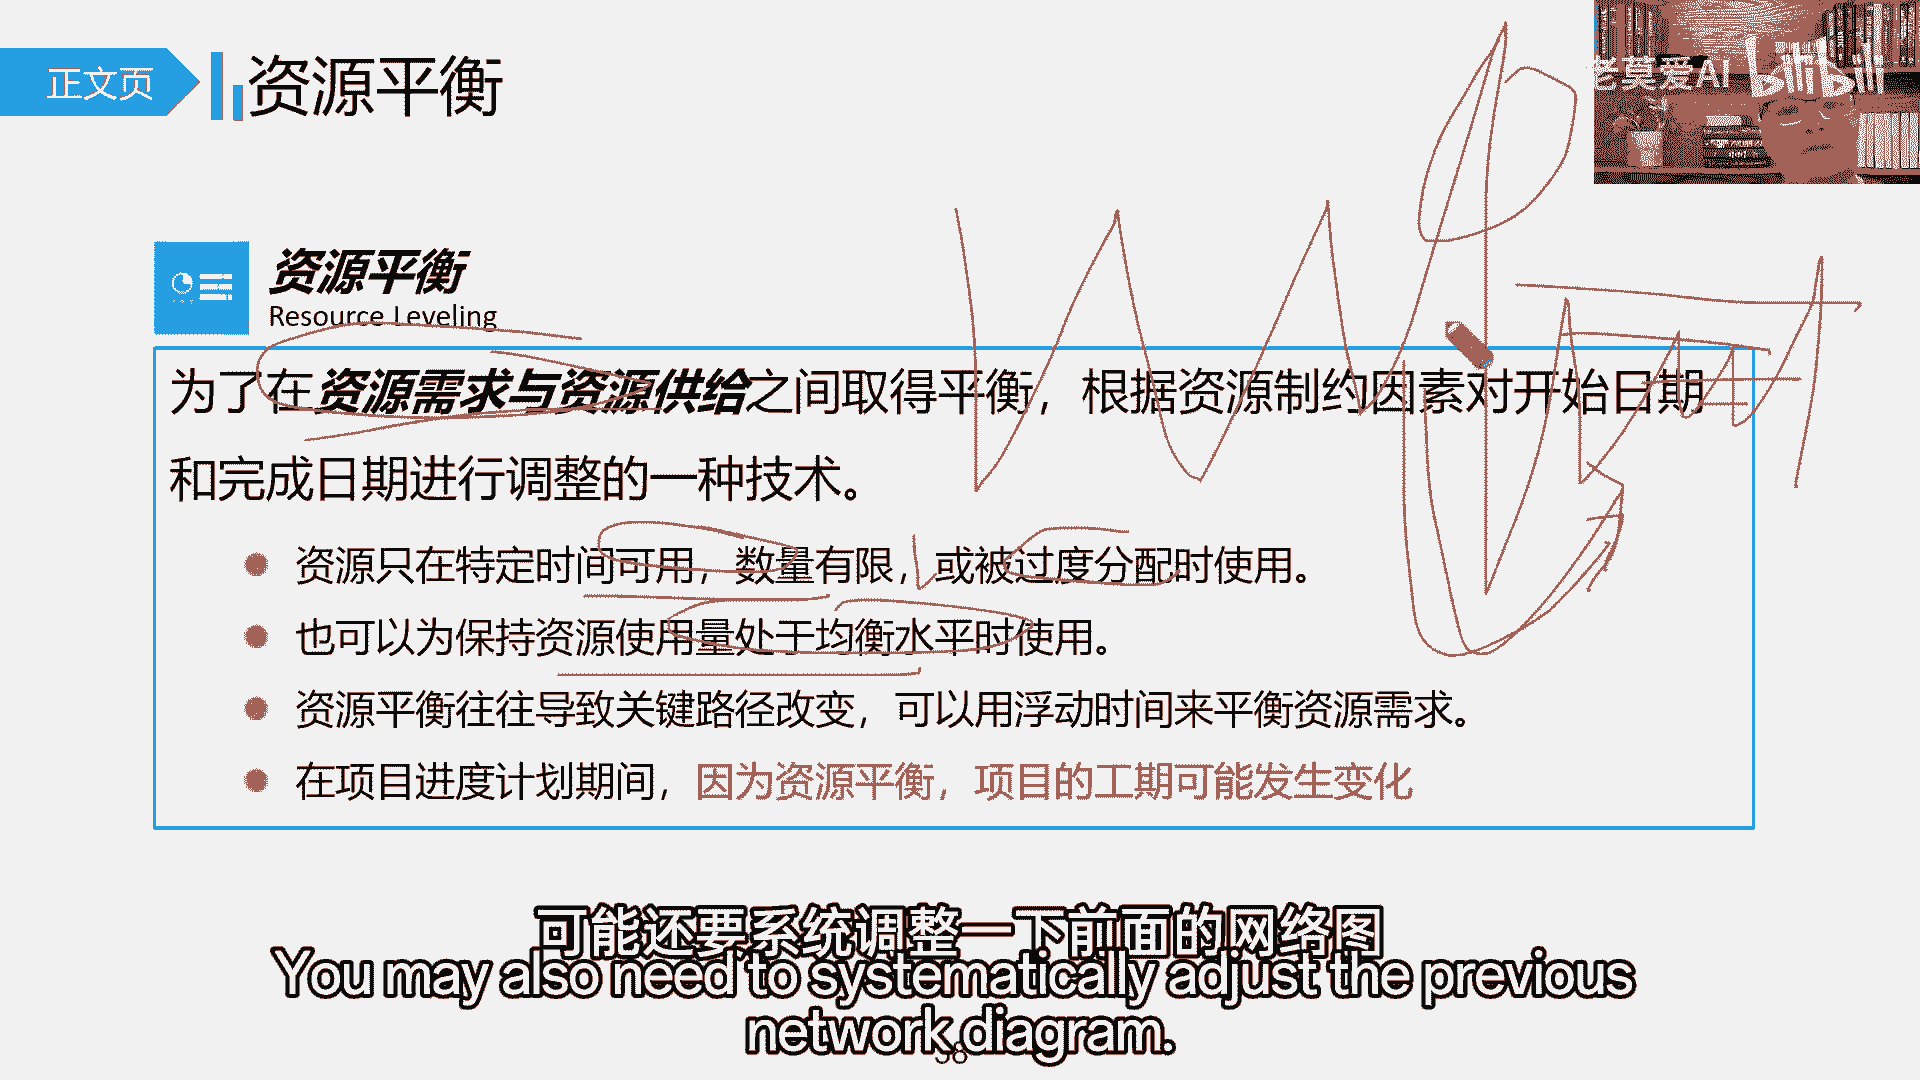 正文页
资源平衡
老莫爱AI bilibili
资源平衡
Resource Leveling
为了在资源需求与资源供给之间取得平衡，根据资源制约因素对开始日期
和完成日期进行调整的一种技术。
资源只在特定时间可用，数量有限，或被过度分配时使用。
也可以为保持资源使用量处于均衡水平时使用。
资源平衡往往导致关键路径改变，可以用浮动时间来平衡资源需求。
在项目进度计划期间，因为资源平衡，项目的工期可能发生变化
可能还要系统调整一下前面的网络图
You may also need to systematically adjust the previous
network diagram.
58